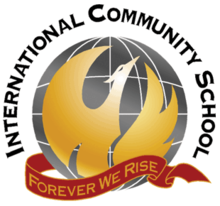 INTERNATIONAL COMMUNITY SCHOOL
FOREVER WE RISE